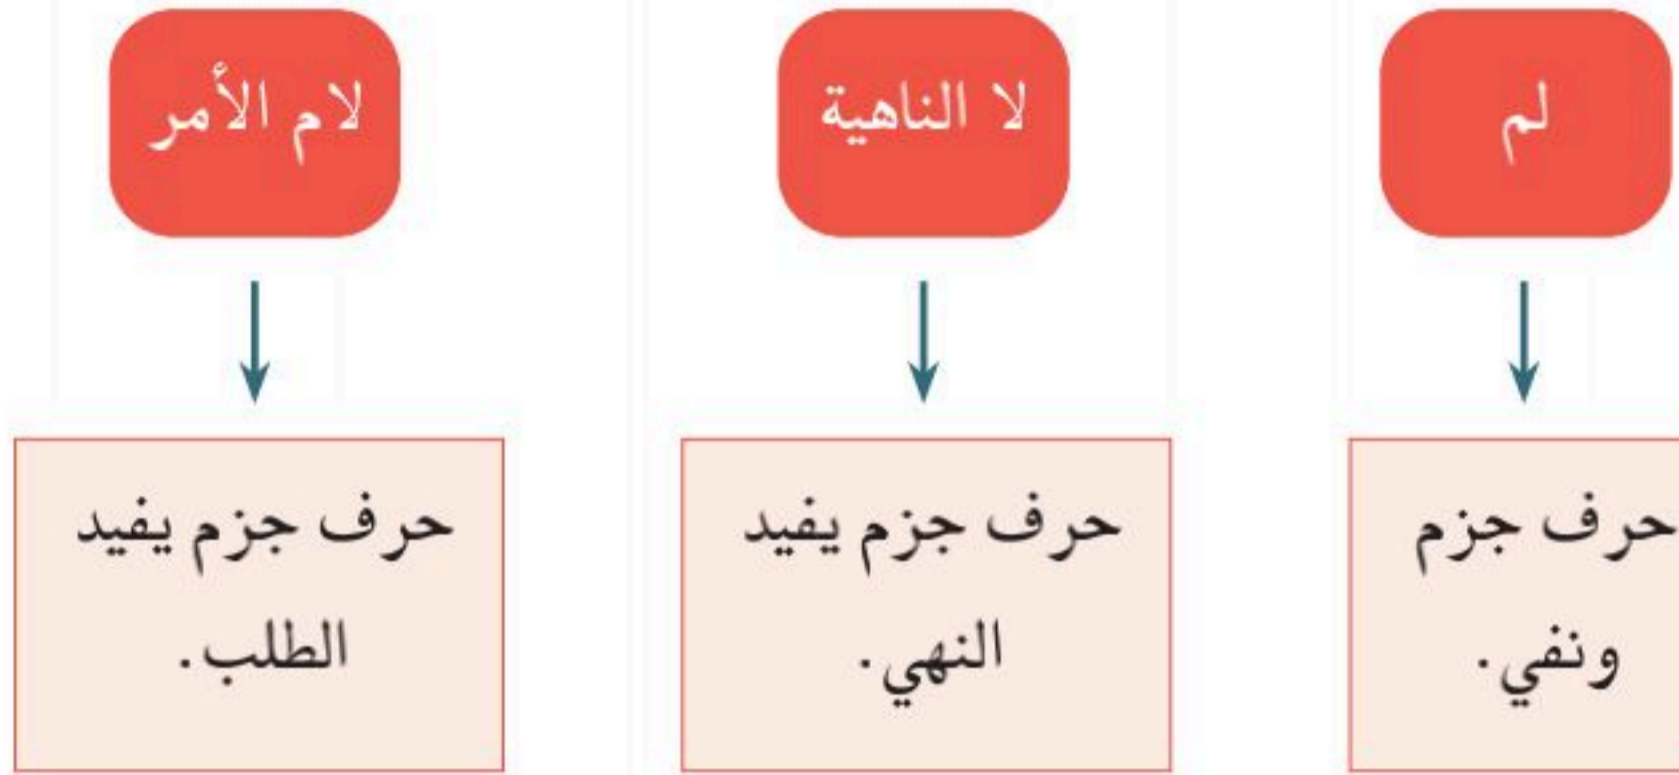 لم
لا الناهية
لام الأمر
حرف جزم
ونفي.
حرف جزم يفيد
النهي.
حرف جزم يفيد
الطلب.